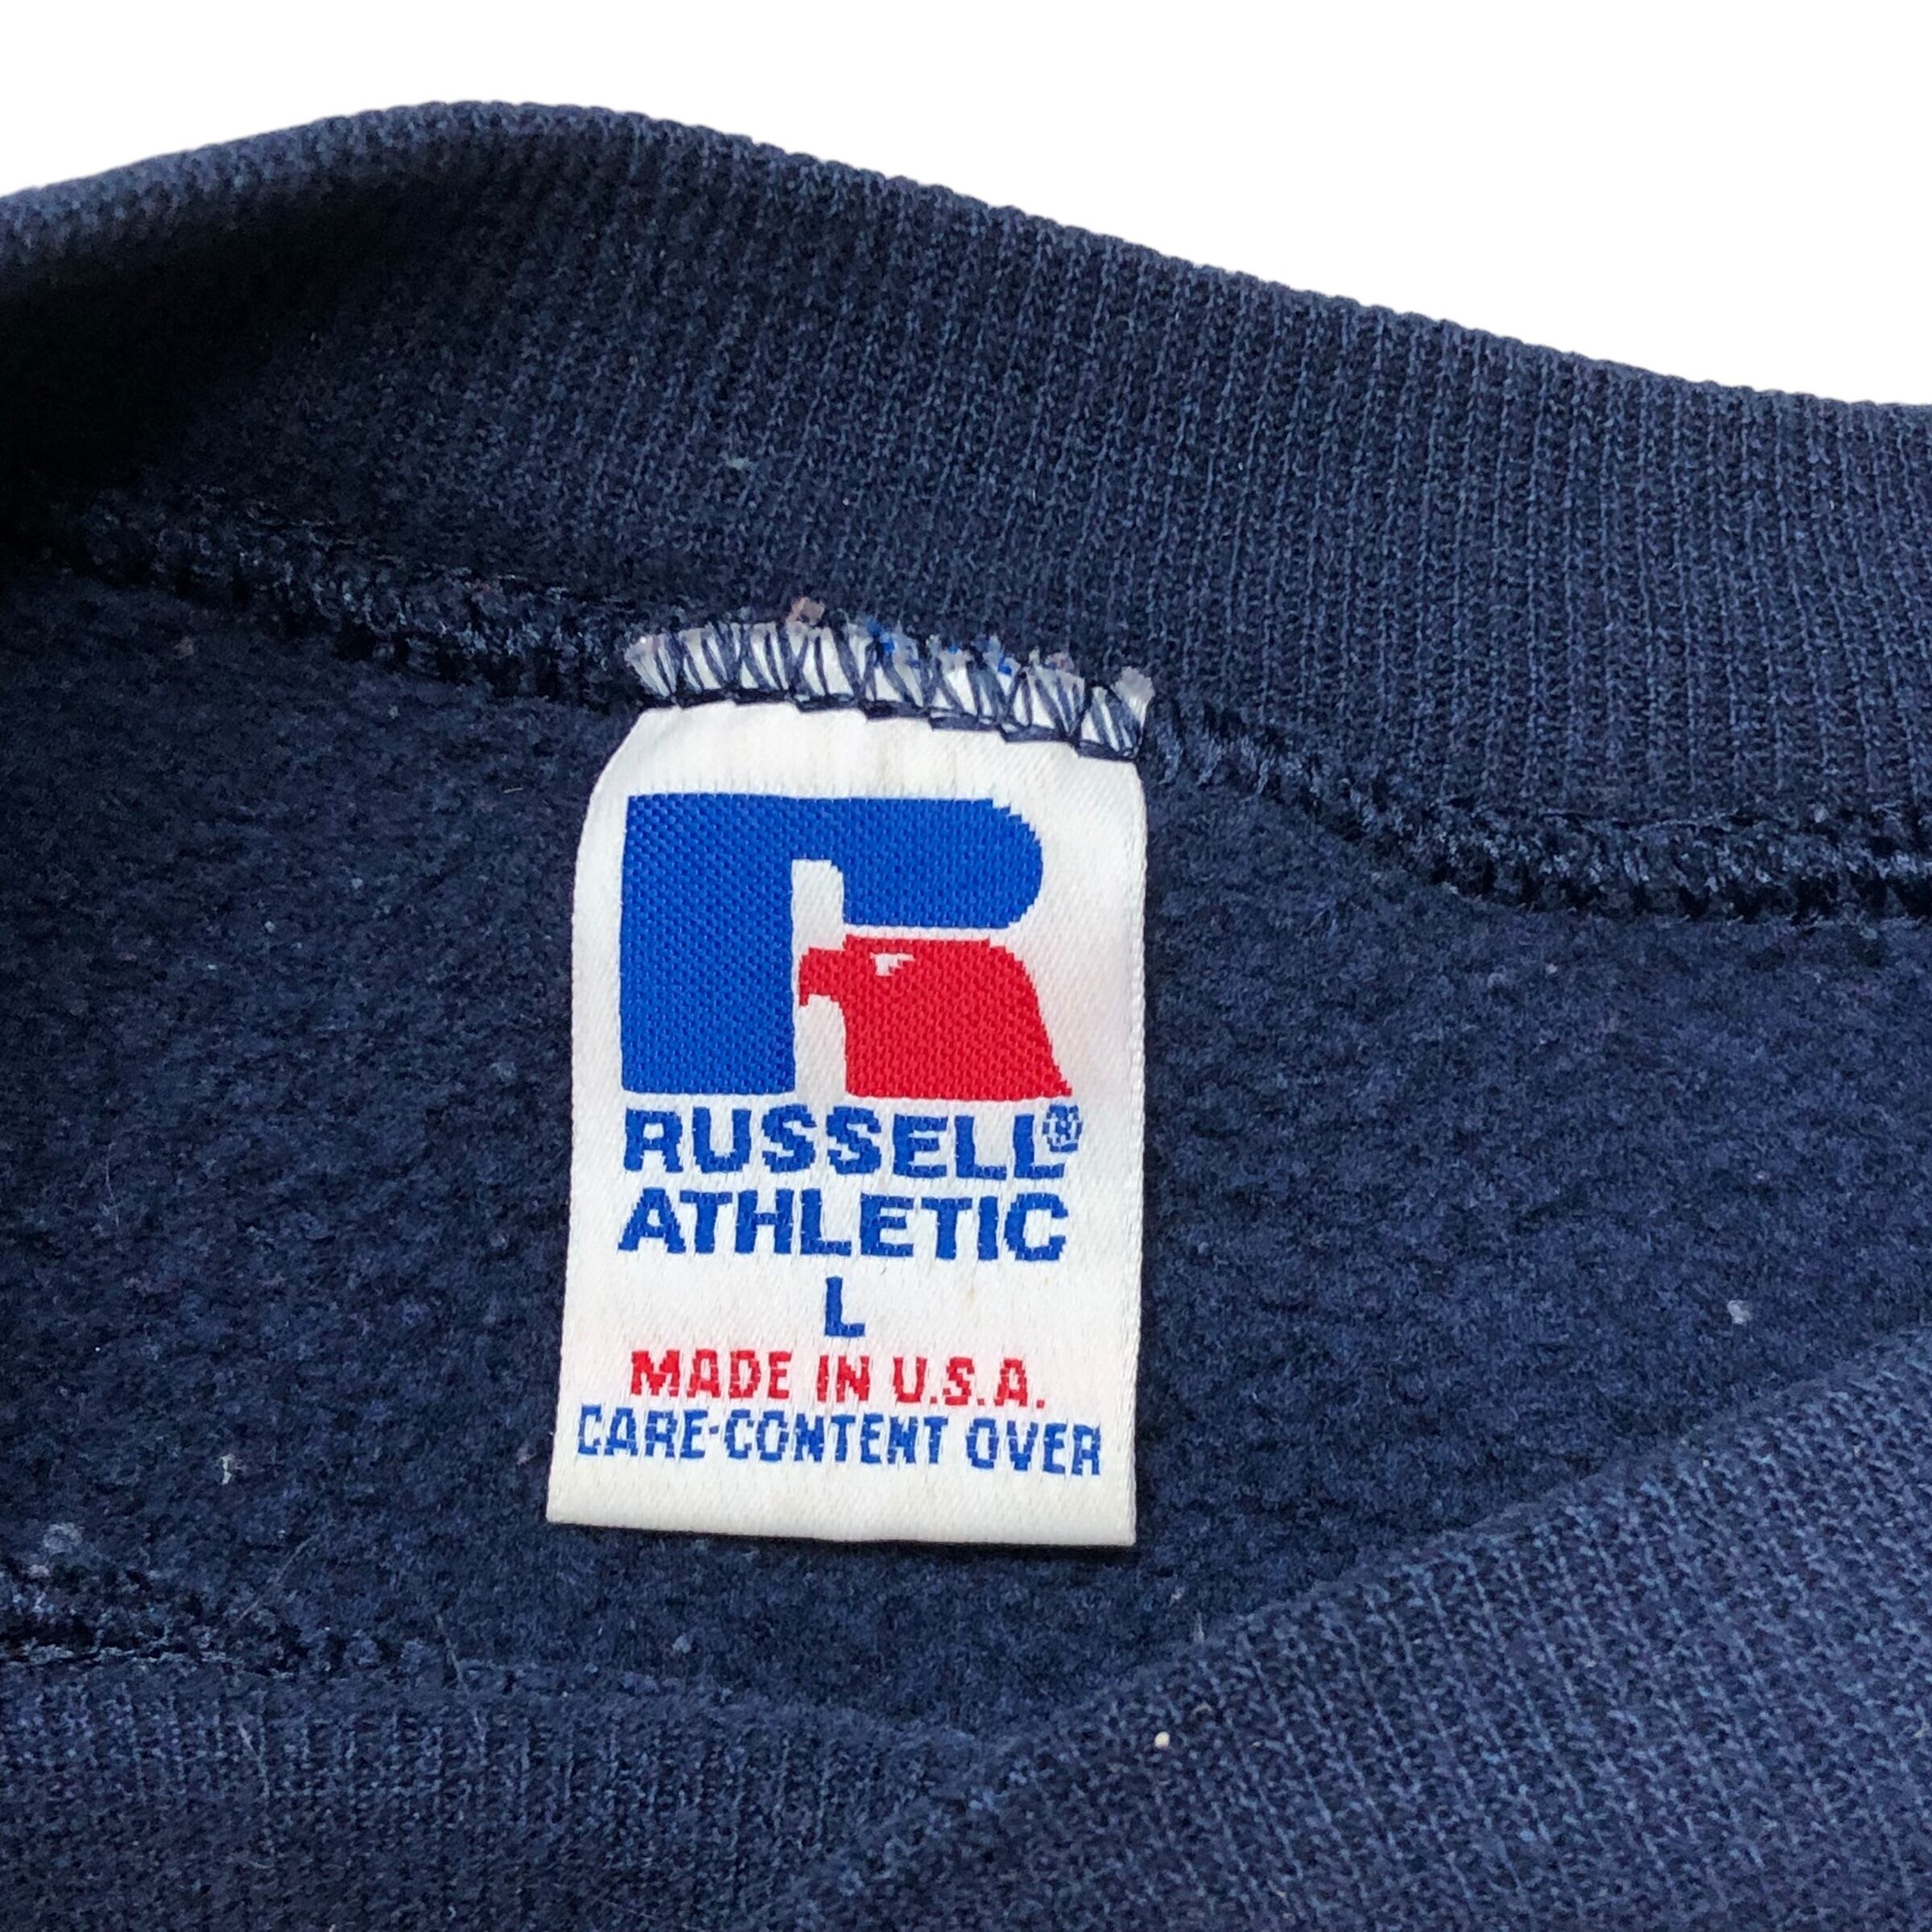 RUSSELL®
ATHLETIC
L
MADE IN U.S.A.
CARE-CONTENT OVER